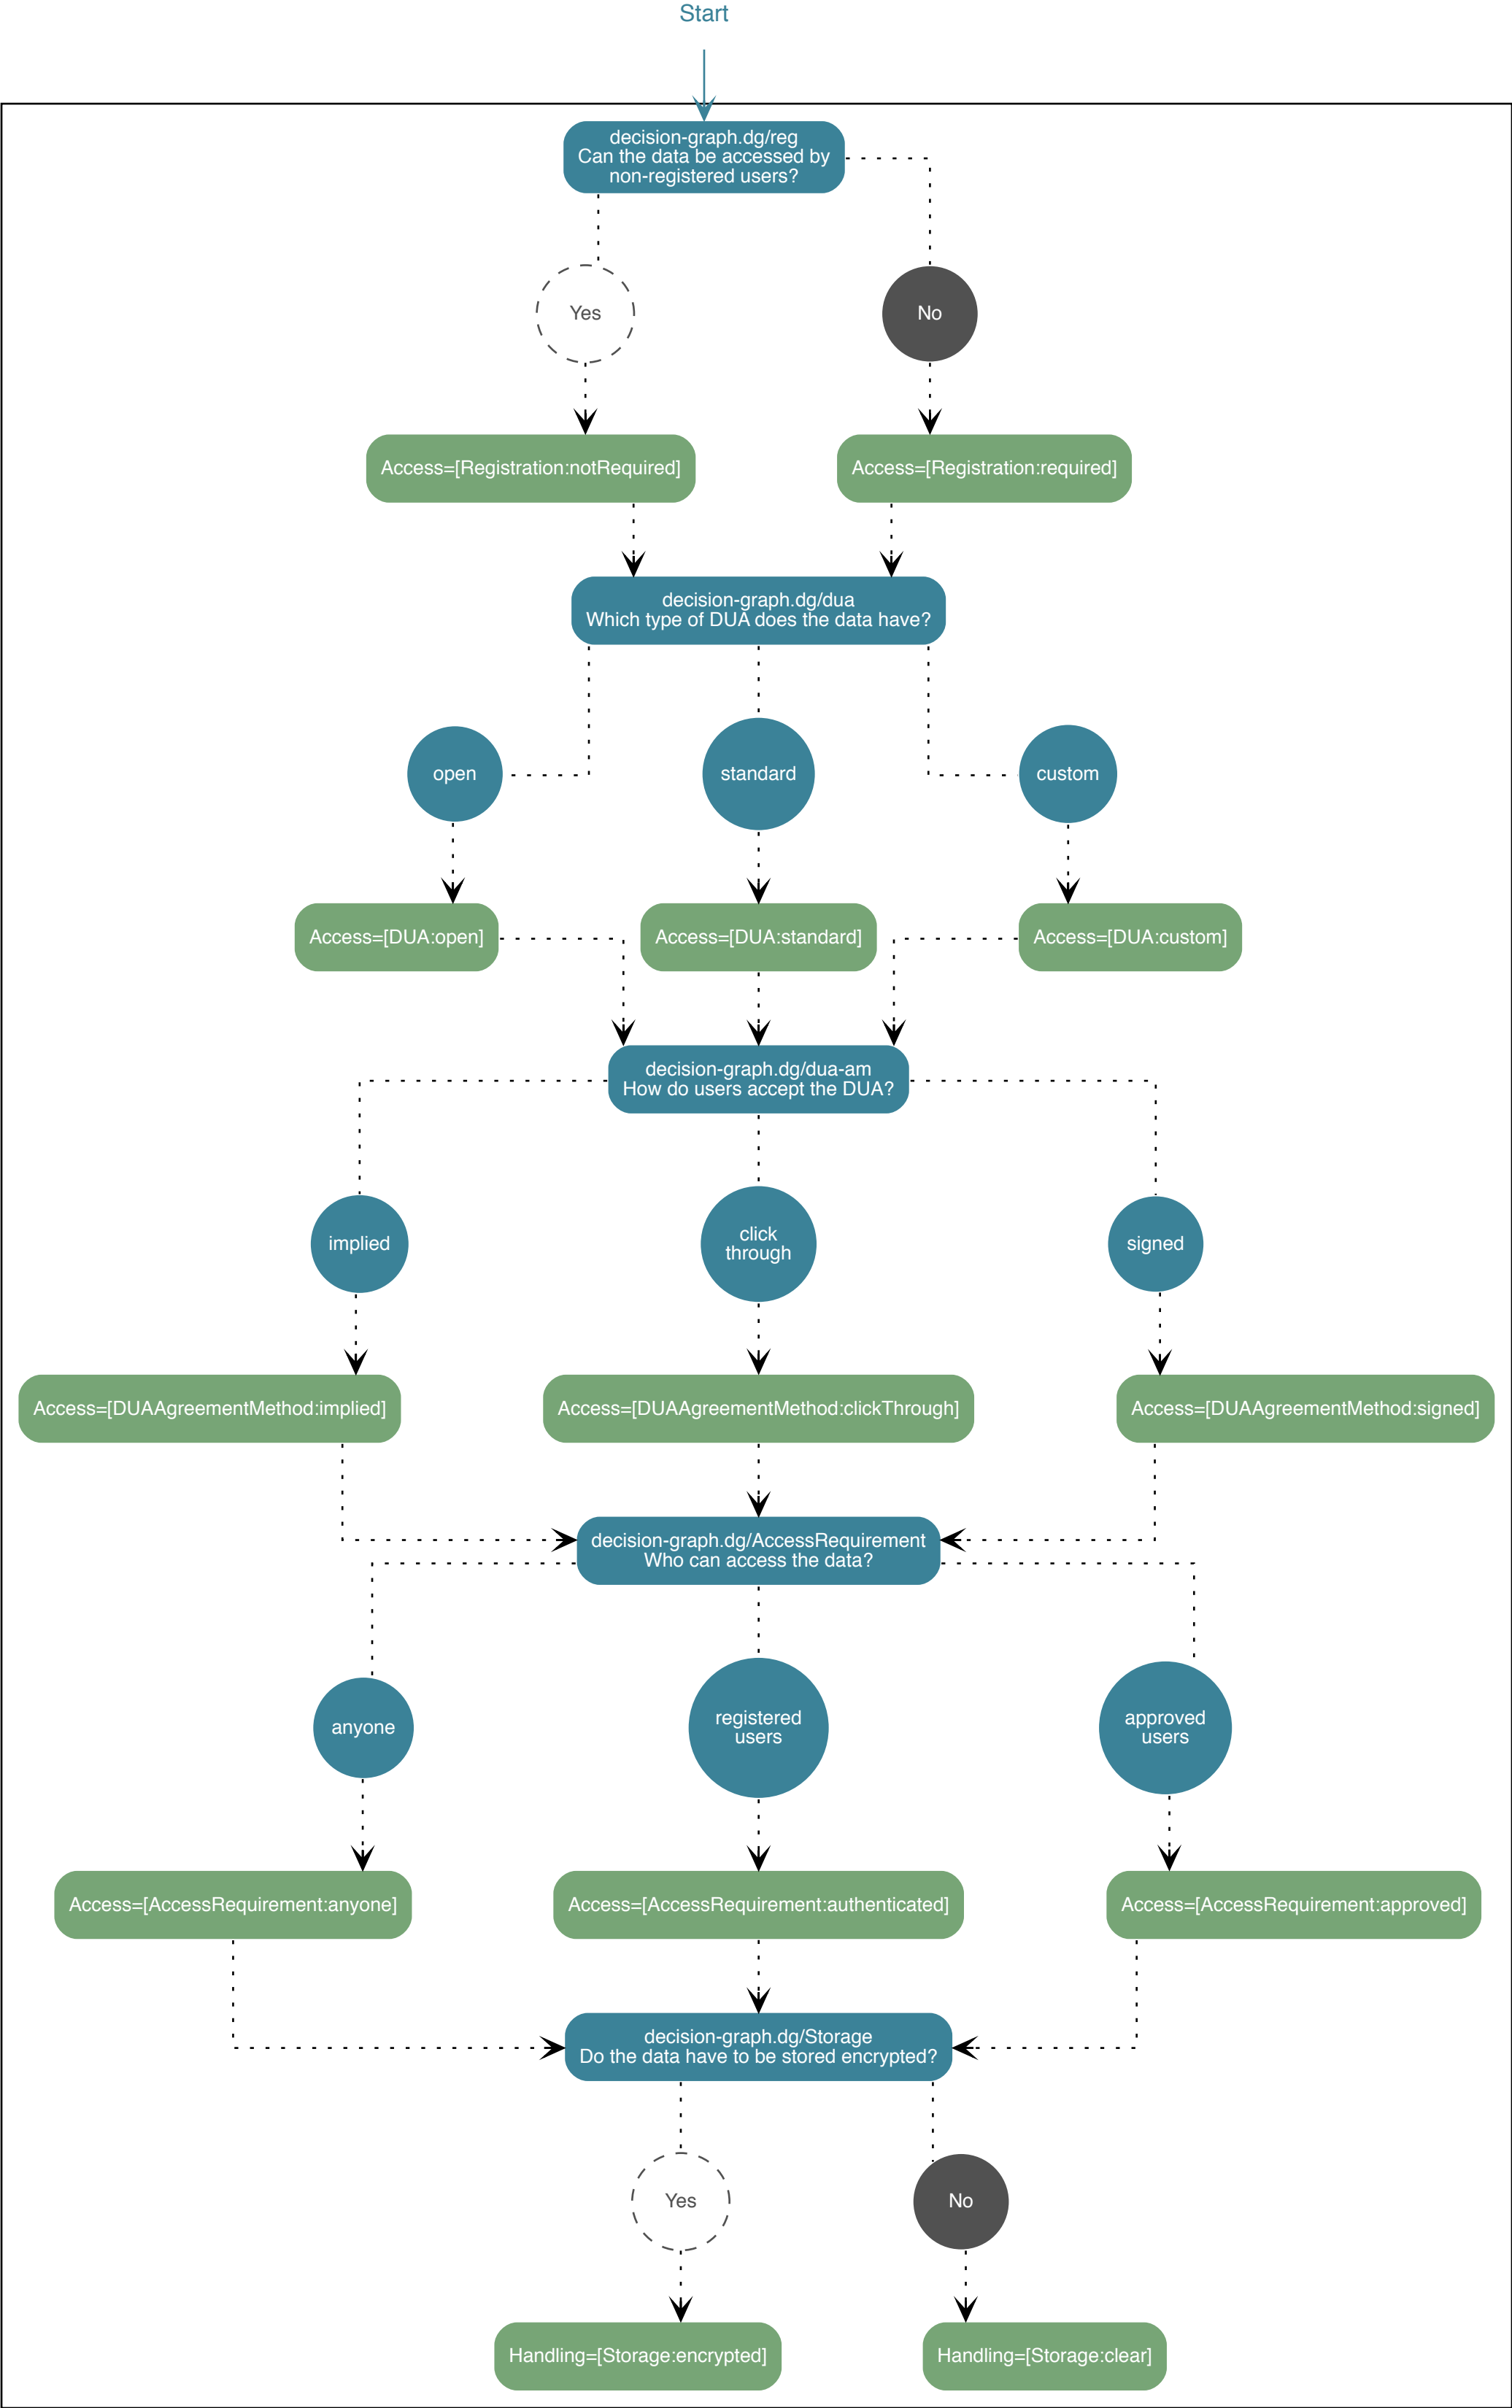 Start
decision-graph.dg/reg
Can the data be accessed by
non-registered users?
Yes
No
Access=[Registration:notRequired]
Access=[Registration:required]
decision-graph.dg/dua
Which type of DUA does the data have?
open
standard
custom
Access=[DUA:open]
Access=[DUA:standard]
Access=[DUA:custom]
decision-graph.dg/dua-am
How do users accept the DUA?
implied
click
through
signed
Access=[DUAAgreementMethod:implied]
Access=[DUAAgreementMethod:clickThrough]
Access=[DUAAgreementMethod:signed]
decision-graph.dg/AccessRequirement
Who can access the data?
anyone
registered
users
approved
users
Access=[AccessRequirement:anyone]
Access=[AccessRequirement:authenticated]
Access=[AccessRequirement:approved]
decision-graph.dg/Storage
Do the data have to be stored encrypted?
Yes
No
Handling=[Storage:encrypted]
Handling=[Storage:clear]